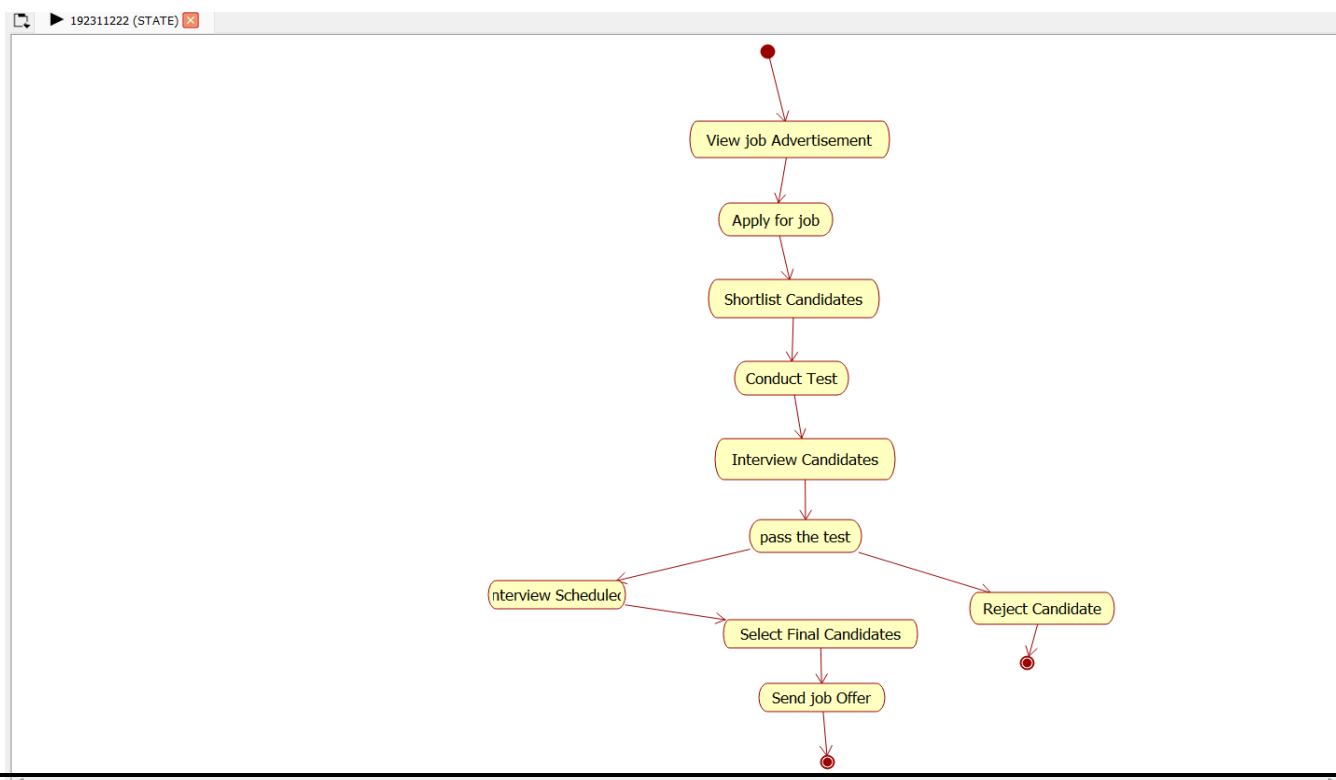 192311222 (STATE)
View job Advertisement
Apply for job
Shortlist Candidates
Conduct Test
Interview Candidates
pass the test
nterview Scheduled
Reject Candidate
Select Final Candidates
Send job Offer